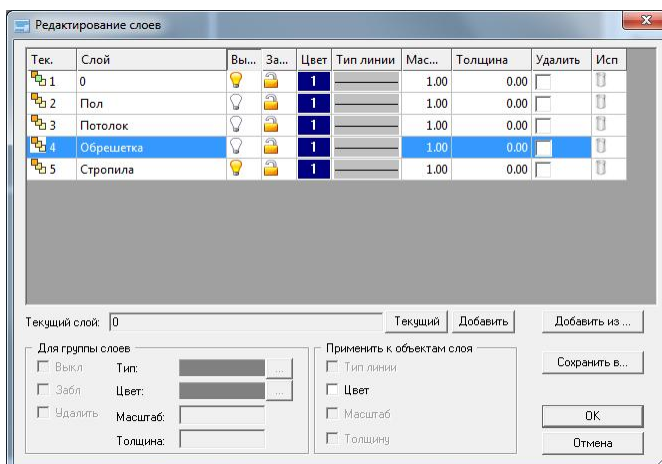 Редактирование слоев
Тек. Слой Вы... За... Цвет Тип линии Мас... Толщина Удалить Исп
1 0 1 1.00 0.00
2 Пол 1 1.00 0.00
3 Потолок 1 1.00 0.00
4 Обрешетка 1 1.00 0.00
5 Стропила 1 1.00 0.00
Текущий слой: 0 Текущий Добавить Добавить из ...
Для группы слоев Применить к объектам слоя
Выкл Тип: ... Тип линии Сохранить в...
Забл Цвет: ... Цвет
Удалить Масштаб: Масштаб OK
Толщина: Толщину Отмена